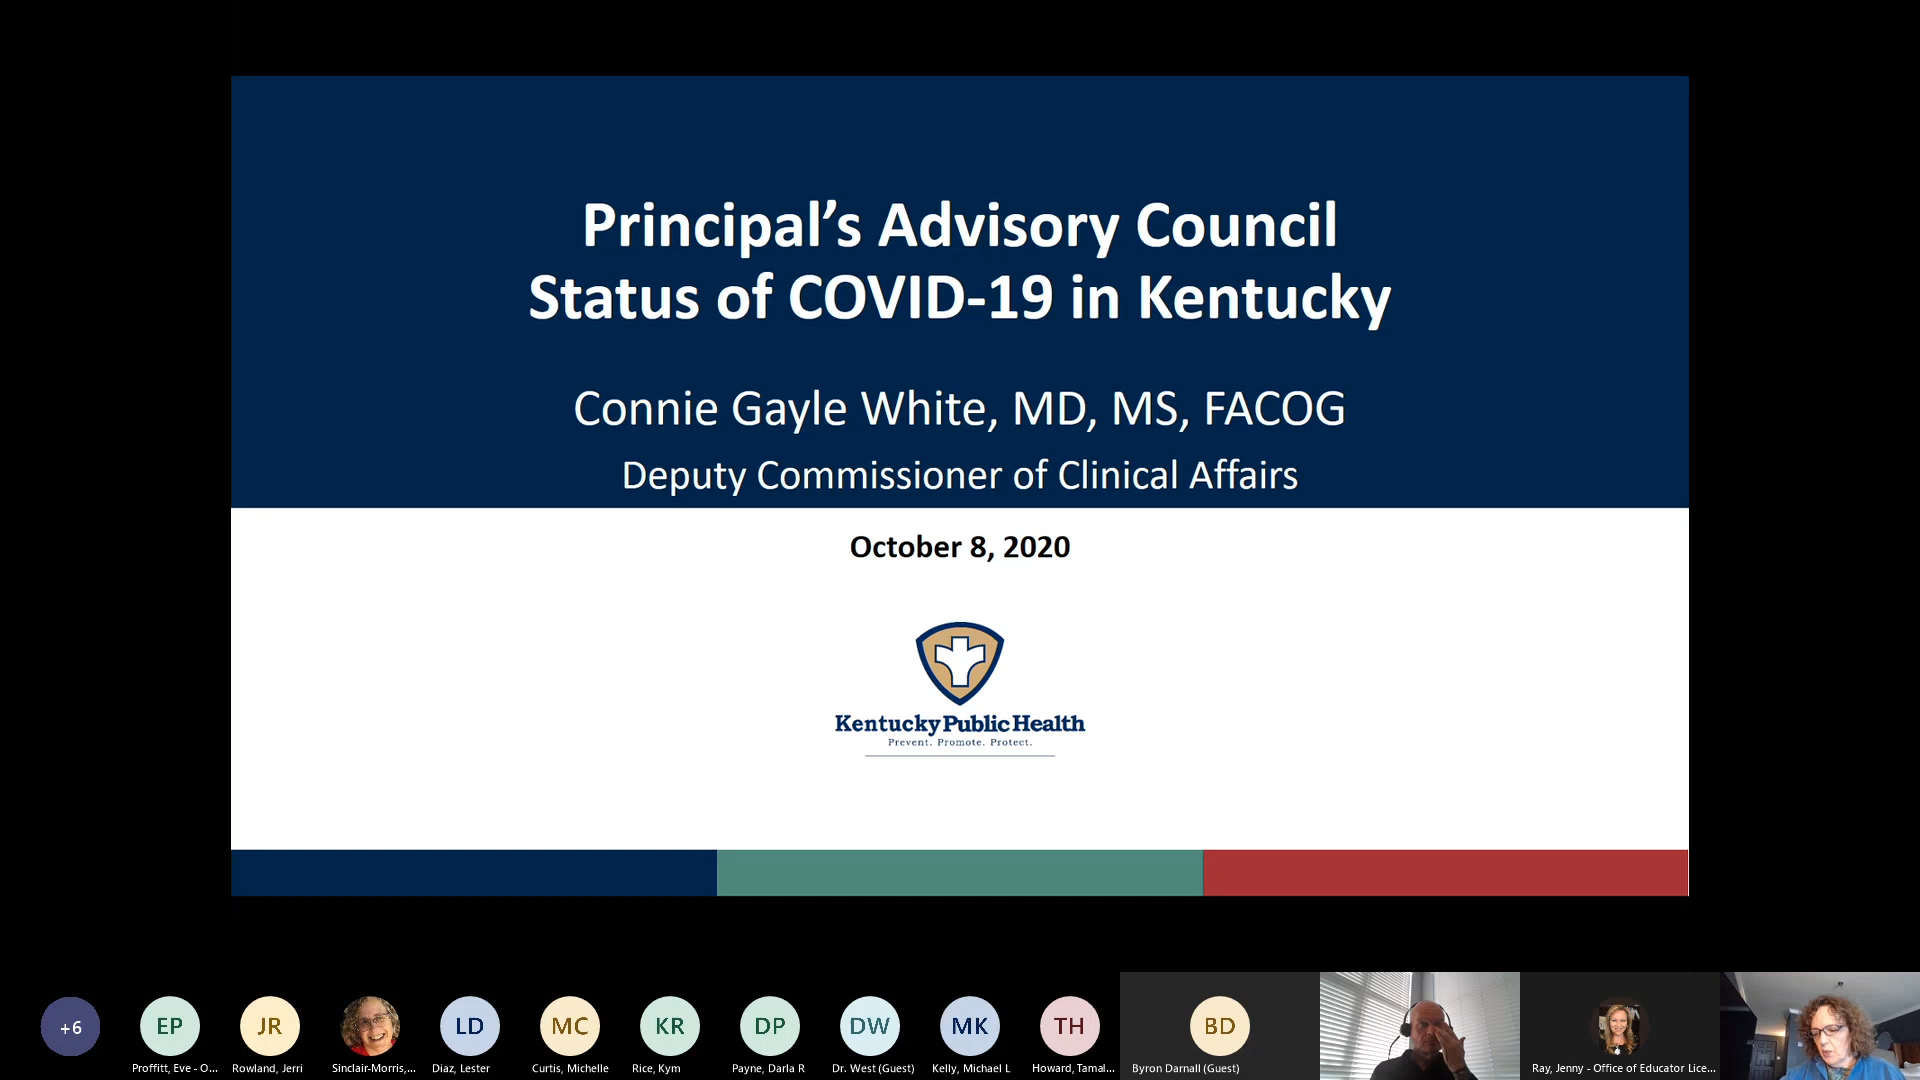 Principal’s Advisory Council
Status of COVID-19 in Kentucky
Connie Gayle White, MD, MS, FACOG
Deputy Commissioner of Clinical Affairs
October 8, 2020
Kentucky Public Health
Prevent. Promote. Protect.
+6
EP
JR
LD
MC
KR
DP
DW
MK
TH
BD
Proffitt, Eve - O...
Rowland, Jerri
Sinclair-Morris,...
Diaz, Lester
Curtis, Michelle
Rice, Kym
Payne, Darla R
Dr. West (Guest)
Kelly, Michael L
Howard, Tamal...
Byron Darnall (Guest)
Ray, Jenny - Office of Educator Lice...